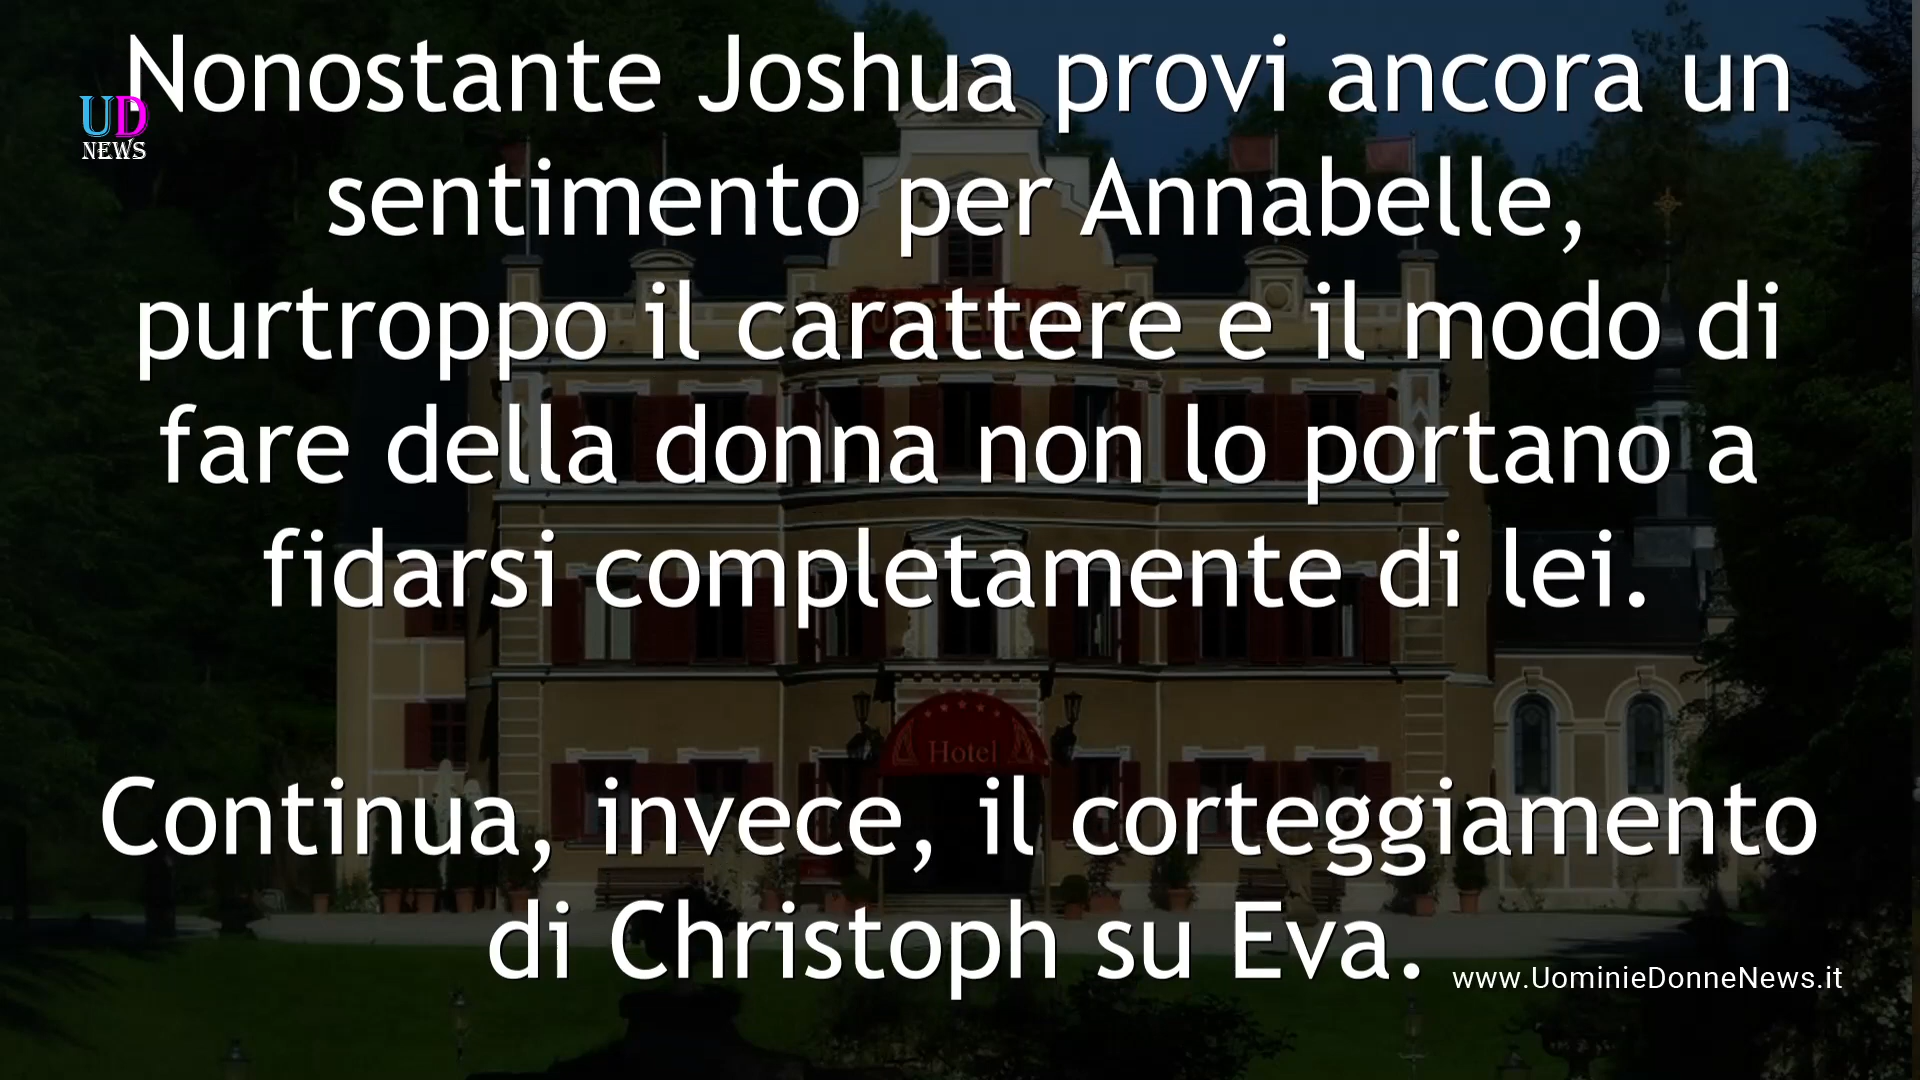 Nonostante Joshua provi ancora un
UD
NEWS
sentimento per Annabelle,
purtroppo il carattere e il modo di
fare della donna non lo portano a
fidarsi completamente di lei.
Hotel
Continua, invece, il corteggiamento
di Christoph su Eva.
www.UominieDonneNews.it